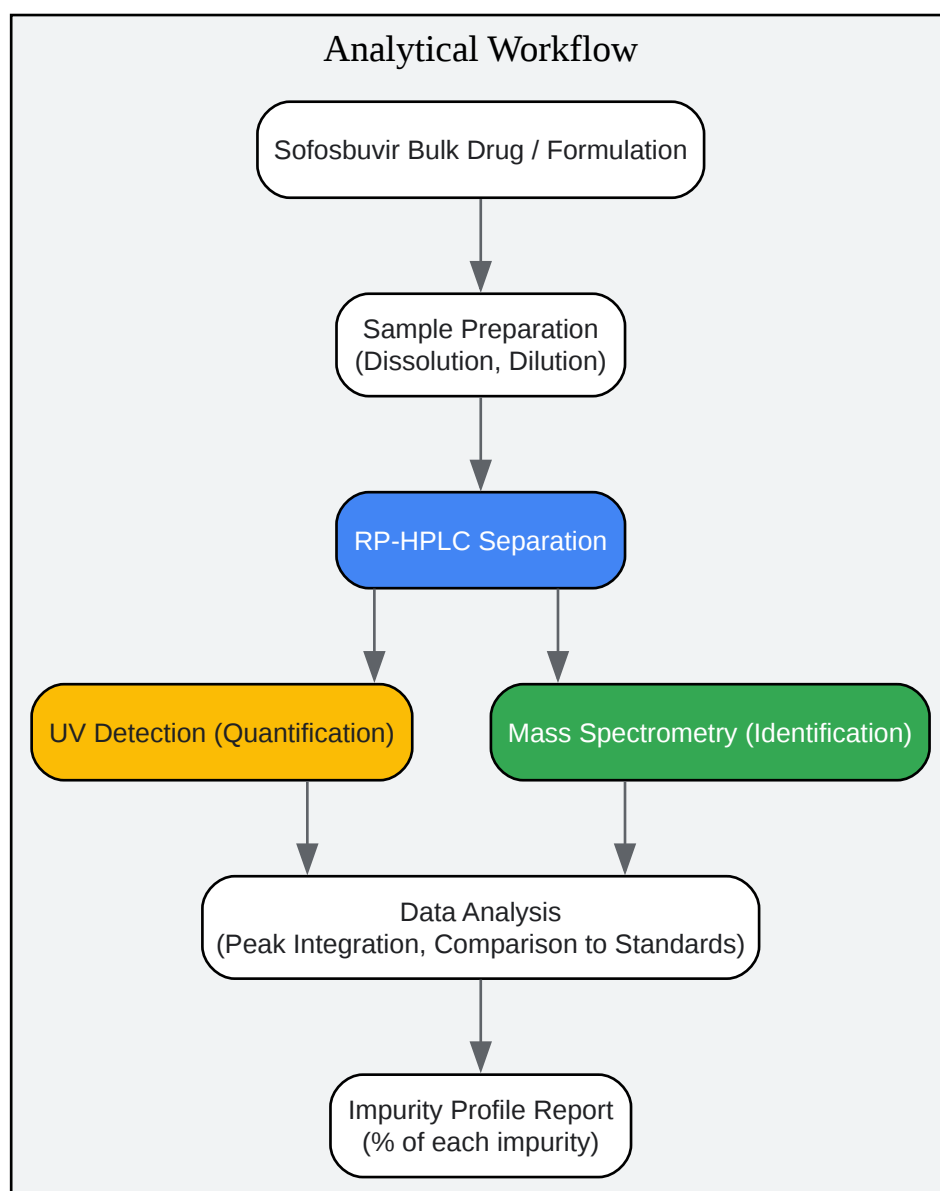 Analytical Workflow
Sofosbuvir Bulk Drug / Formulation
Sample Preparation
(Dissolution, Dilution)
RP-HPLC Separation
UV Detection (Quantification)
Mass Spectrometry (Identification)
Data Analysis
(Peak Integration, Comparison to Standards)
Impurity Profile Report
(% of each impurity)